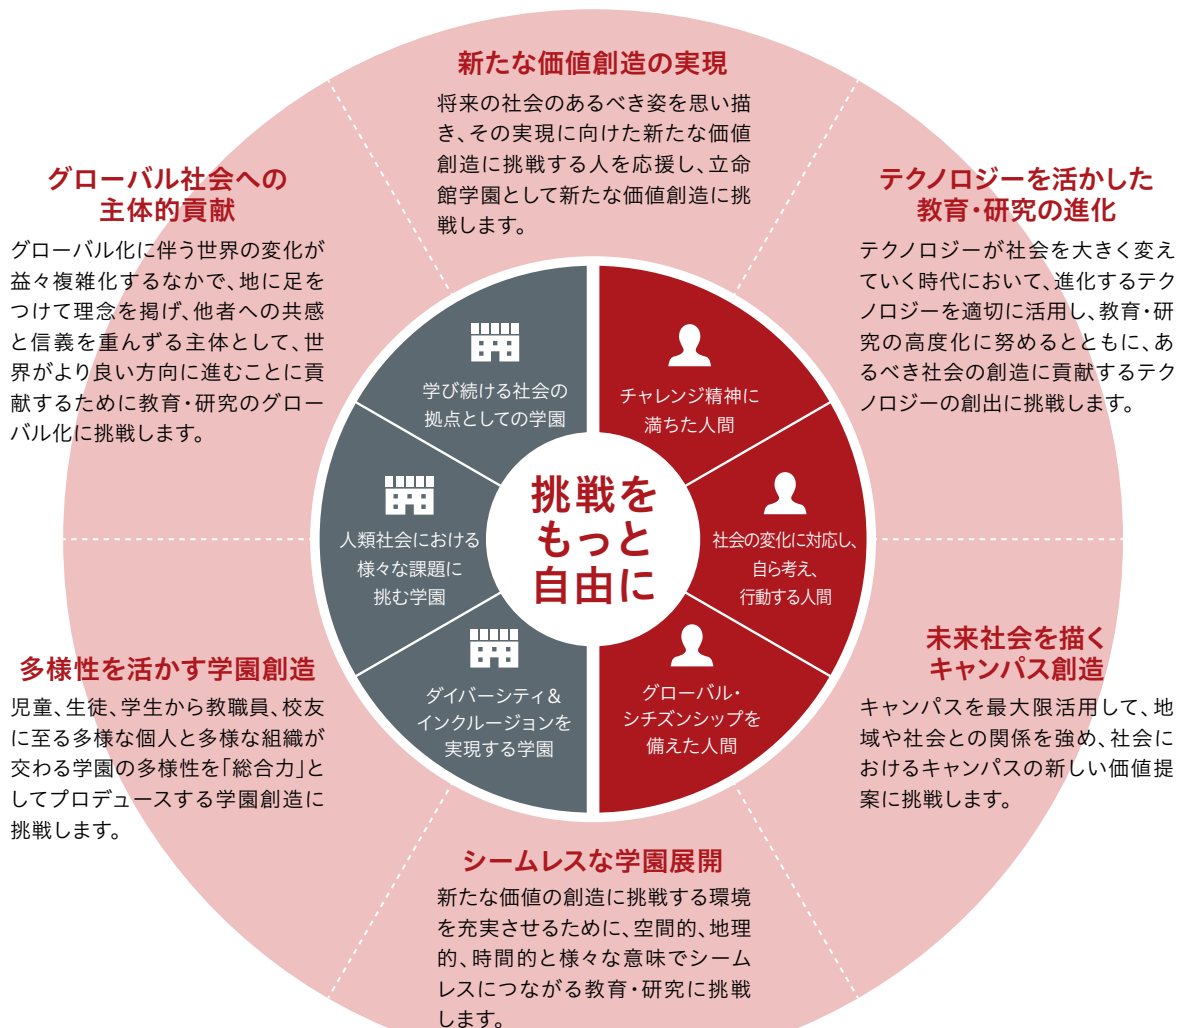 新たな価値創造の実現
将来の社会のあるべき姿を思い描
き、その実現に向けた新たな価値
創造に挑戦する人を応援し、立命
館学園として新たな価値創造に挑
戦します。
グローバル社会への
主体的貢献
グローバル化に伴う世界の変化が
益々複雑化するなかで、地に足を
つけて理念を掲げ、他者への共感
と信義を重んずる主体として、世
界がより良い方向に進むことに貢
献するために教育・研究のグロー
バル化に挑戦します。
テクノロジーを活かした
教育・研究の進化
テクノロジーが社会を大きく変え
ていく時代において、進化するテク
ノロジーを適切に活用し、教育・研
究の高度化に努めるとともに、あ
るべき社会の創造に貢献するテク
ノロジーの創出に挑戦します。
学び続ける社会の
拠点としての学園
チャレンジ精神に
満ちた人間
人類社会における
様々な課題に
挑む学園
挑戦を
もっと
自由に
社会の変化に対応し、
自ら考え、
行動する人間
ダイバーシティ&
インクルージョンを
実現する学園
グローバル・
シチズンシップを
備えた人間
多様性を活かす学園創造
児童、生徒、学生から教職員、校友
に至る多様な個人と多様な組織が
交わる学園の多様性を「総合力」と
してプロデュースする学園創造に
挑戦します。
未来社会を描く
キャンパス創造
キャンパスを最大限活用して、地
域や社会との関係を強め、社会に
おけるキャンパスの新しい価値提
案に挑戦します。
シームレスな学園展開
新たな価値の創造に挑戦する環境
を充実させるために、空間的、地理
的、時間的と様々な意味でシーム
レスにつながる教育・研究に挑戦
します。